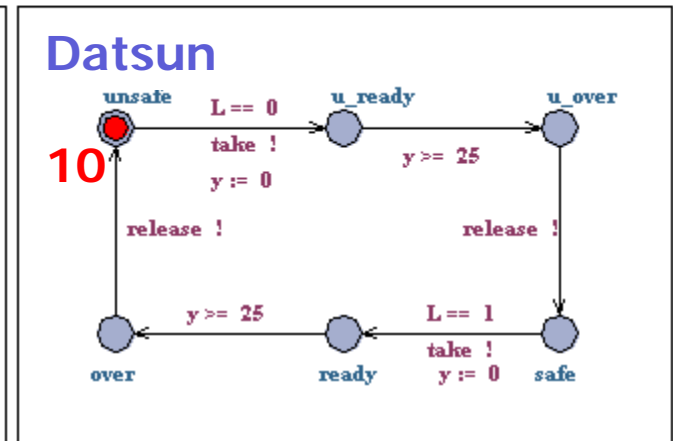 Datsun
unsafe
L == 0
u_ready
u_over
take !
y := 0
y >= 25
10
release !
release !
y >= 25
L == 1
take !
y := 0
over
ready
safe